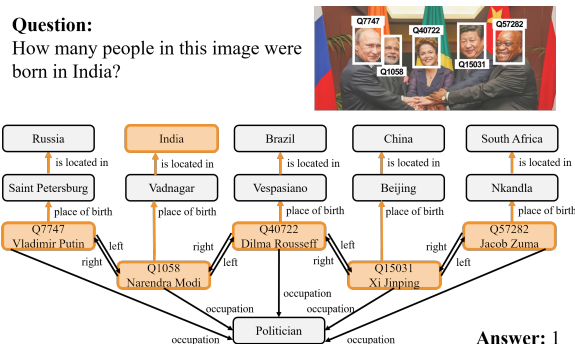 Question:
How many people in this image were
born in India?
Q7747
Q1058
Q40722
Q15031
Q57282
Russia
India
Brazil
China
South Africa
is located in
is located in
is located in
is located in
is located in
Saint Petersburg
Vadnagar
Vespasiano
Beijing
Nkandla
place of birth
place of birth
place of birth
place of birth
place of birth
Q7747
Vladimir Putin
Q40722
Dilma Rousseff
Q57282
Jacob Zuma
left
right
right
left
left
right
right
left
Q1058
Narendra Modi
Q15031
Xi Jinping
occupation
occupation
occupation
Politician
occupation
occupation
Answer: 1